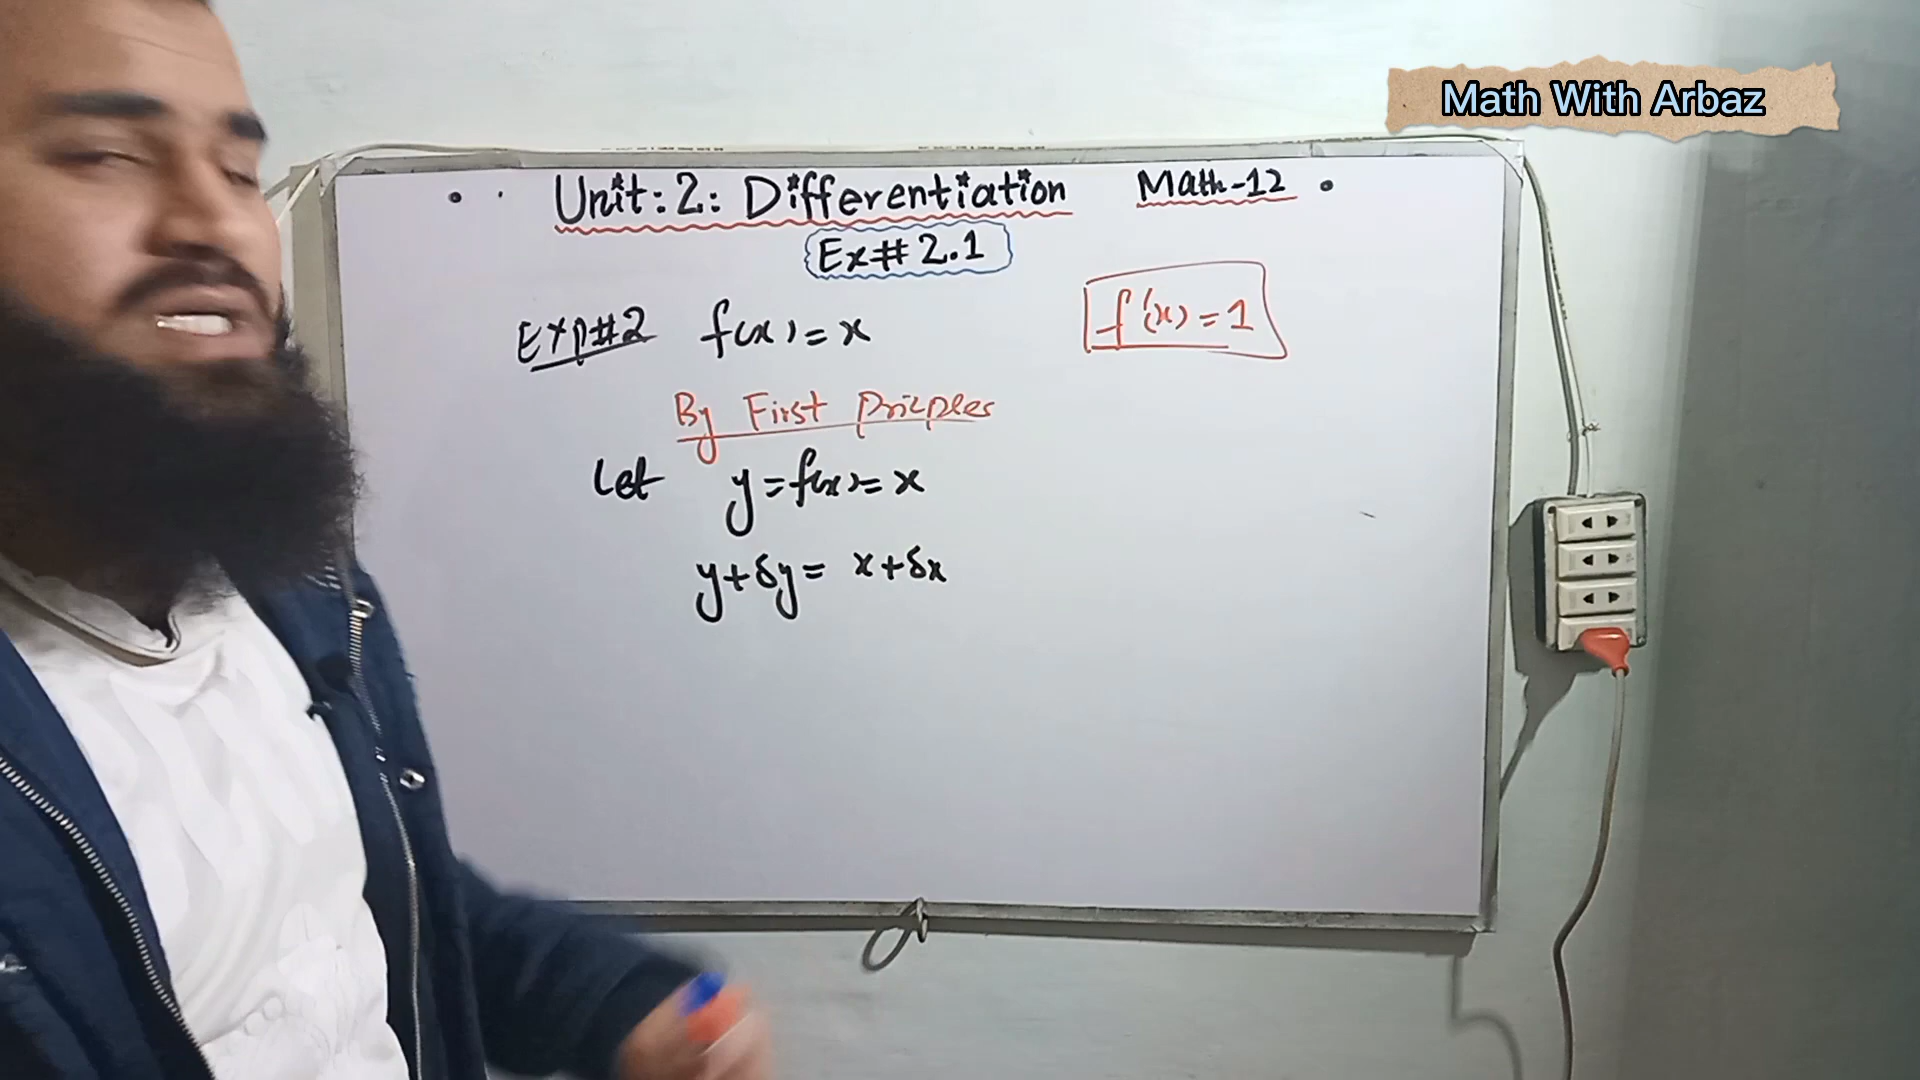 Math With Arbaz
Unit:2: Differentiation Math-12
Ex# 2.1
Exp#2 f(x)=x
f'(x)=1
By First Pricples
Let y=f(x)=x
y+δy= x+δx